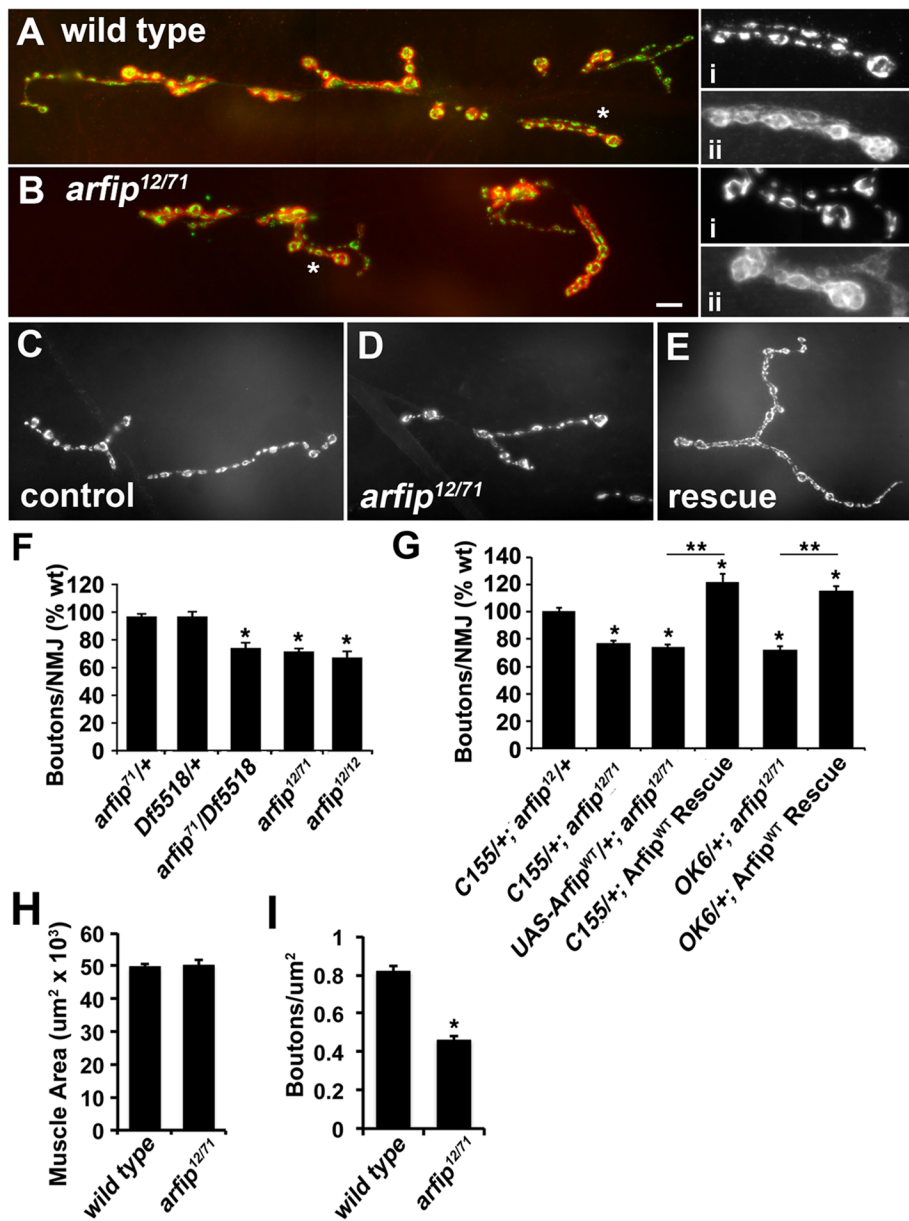 A wild type
*
i
ii
B arfip12/71
*
i
ii
C
control
D
arfip12/71
E
rescue
F
Boutons/NMJ (% wt)
120
100
80
60
40
20
0
* * *
arfip71/+
Df5518/+
arfip71/Df5518
arfip12/71
arfip12/12
G
Boutons/NMJ (% wt)
140
120
100
80
60
40
20
0
** **
* * * * *
C155/+; arfip12/+
C155/+; arfip12/71
UAS-ArfipWT/+; arfip12/71
C155/+; ArfipWT Rescue
OK6/+; arfip12/71
OK6/+; ArfipWT Rescue
H
Muscle Area (um2 x 103)
60
50
40
30
20
10
0
wild type
arfip12/71
I
Boutons/um2
1
0.8
0.6
0.4
0.2
0
*
wild type
arfip12/71